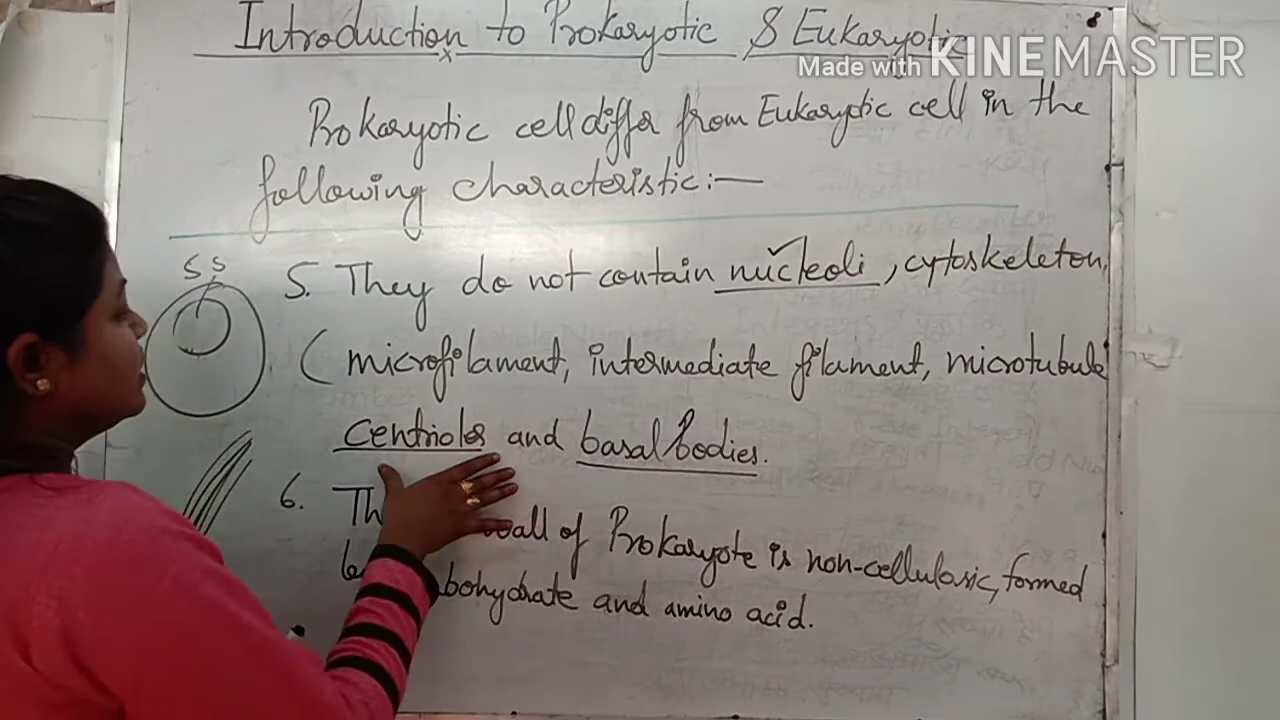 Introduction to Prokaryotic & Eukaryotic
Made with KINEMASTER
Prokaryotic cell differ from Eukaryotic cell in the
following characteristic:—
S S
5. They do not contain nucleoli, cytoskeleton,
( microfilament, intermediate filament, microtubule
Centrioles and basal bodies.
6. wall of Prokaryote is non-cellulosic, formed
and amino acid.